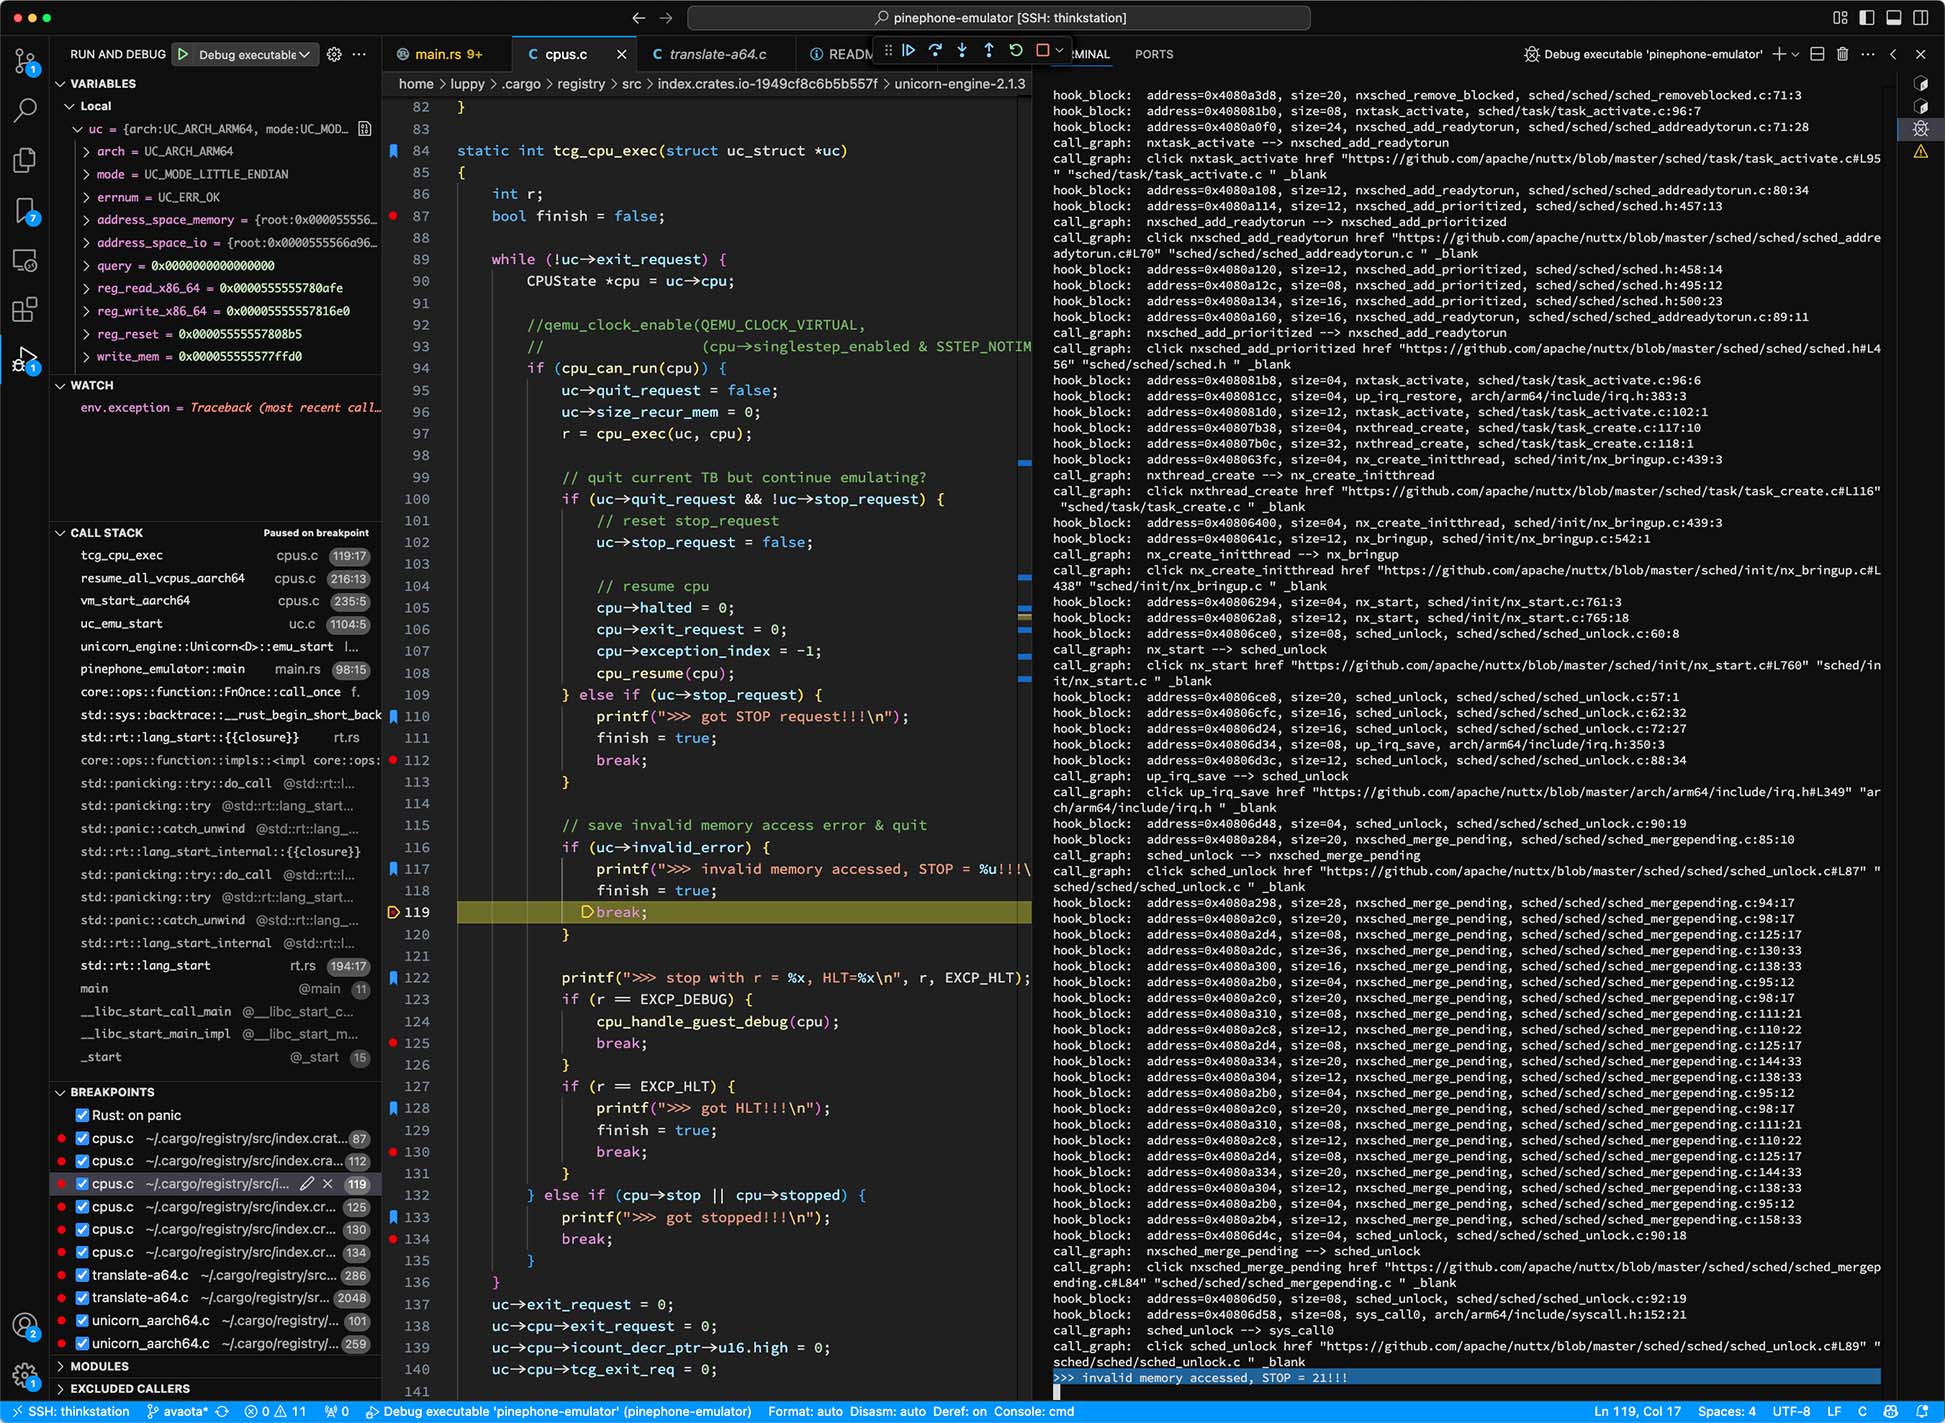 pinephone-emulator [SSH: thinkstation]
RUN AND DEBUG
Debug executable
main.rs 9+
cpus.c
translate-a64.c
READM
RMINAL
PORTS
Debug executable 'pinephone-emulator'
home > luppy > .cargo > registry > src > index.crates.io-1949cf8c6b5b557f > unicorn-engine-2.1.3
VARIABLES
Local
uc = {arch:UC_ARCH_ARM64, mode:UC_MOD…
arch = UC_ARCH_ARM64
mode = UC_MODE_LITTLE_ENDIAN
errnum = UC_ERR_OK
address_space_memory = {root:0x000055556…
address_space_io = {root:0x0000555566a96…
query = 0x0000000000000000
reg_read_x86_64 = 0x0000555555780afe
reg_write_x86_64 = 0x00005555557816e0
reg_reset = 0x00005555557808b5
write_mem = 0x000055555577ffd0
WATCH
env.exception = Traceback (most recent call…
CALL STACK
Paused on breakpoint
tcg_cpu_exec cpus.c 119:17
resume_all_vcpus_aarch64 cpus.c 216:13
vm_start_aarch64 cpus.c 235:5
uc_emu_start uc.c 1104:5
unicorn_engine::Unicorn<D>::emu_start l…
pinephone_emulator::main main.rs 98:15
core::ops::function::FnOnce::call_once f.
std::sys::backtrace::__rust_begin_short_back
std::rt::lang_start::{{closure}} rt.rs
core::ops::function::impls::<impl core::ops:
std::panicking::try::do_call @std::rt::l…
std::panicking::try @std::rt::lang_start…
std::panic::catch_unwind @std::rt::lang_…
std::rt::lang_start_internal::{{closure}}
std::panicking::try::do_call @std::rt::l…
std::panicking::try @std::rt::lang_start…
std::panic::catch_unwind @std::rt::lang_…
std::rt::lang_start_internal @std::rt::l…
std::rt::lang_start rt.rs 194:17
main @main 11
__libc_start_call_main @__libc_start_c…
__libc_start_main_impl @__libc_start_m…
_start @_start 15
BREAKPOINTS
Rust: on panic
cpus.c ~/.cargo/registry/src/index.crat… 87
cpus.c ~/.cargo/registry/src/index.cra… 112
cpus.c ~/.cargo/registry/src/i… 119
cpus.c ~/.cargo/registry/src/index.cr… 125
cpus.c ~/.cargo/registry/src/index.cr… 130
cpus.c ~/.cargo/registry/src/index.cr… 134
translate-a64.c ~/.cargo/registry/src… 286
translate-a64.c ~/.cargo/registry/sr… 2048
unicorn_aarch64.c ~/.cargo/registry/… 101
unicorn_aarch64.c ~/.cargo/registry/… 259
MODULES
EXCLUDED CALLERS
82 }
83
84 static int tcg_cpu_exec(struct uc_struct *uc)
85 {
86 int r;
87 bool finish = false;
88
89 while (!uc->exit_request) {
90 CPUState *cpu = uc->cpu;
91
92 //qemu_clock_enable(QEMU_CLOCK_VIRTUAL,
93 // (cpu->singlestep_enabled & SSTEP_NOTIM
94 if (cpu_can_run(cpu)) {
95 uc->quit_request = false;
96 uc->size_recur_mem = 0;
97 r = cpu_exec(uc, cpu);
98
99 // quit current TB but continue emulating?
100 if (uc->quit_request && !uc->stop_request) {
101 // reset stop_request
102 uc->stop_request = false;
103
104 // resume cpu
105 cpu->halted = 0;
106 cpu->exit_request = 0;
107 cpu->exception_index = -1;
108 cpu_resume(cpu);
109 } else if (uc->stop_request) {
110 printf(">>> got STOP request!!!\n");
111 finish = true;
112 break;
113 }
114
115 // save invalid memory access error & quit
116 if (uc->invalid_error) {
117 printf(">>> invalid memory accessed, STOP = %u!!!\
118 finish = true;
119 break;
120 }
121
122 printf(">>> stop with r = %x, HLT=%x\n", r, EXCP_HLT);
123 if (r == EXCP_DEBUG) {
124 cpu_handle_guest_debug(cpu);
125 break;
126 }
127 if (r == EXCP_HLT) {
128 printf(">>> got HLT!!!\n");
129 finish = true;
130 break;
131 }
132 } else if (cpu->stop || cpu->stopped) {
133 printf(">>> got stopped!!!\n");
134 break;
135 }
136 }
137 uc->exit_request = 0;
138 uc->cpu->exit_request = 0;
139 uc->cpu->icount_decr_ptr->u16.high = 0;
140 uc->cpu->tcg_exit_req = 0;
141
hook_block: address=0x4080a3d8, size=20, nxsched_remove_blocked, sched/sched/sched_removeblocked.c:71:3
hook_block: address=0x408081b0, size=08, nxtask_activate, sched/task/task_activate.c:96:7
hook_block: address=0x4080a0f0, size=24, nxsched_add_readytorun, sched/sched/sched_addreadytorun.c:71:28
call_graph: nxtask_activate --> nxsched_add_readytorun
call_graph: click nxtask_activate href "https://github.com/apache/nuttx/blob/master/sched/task/task_activate.c#L95
" "sched/task/task_activate.c " _blank
hook_block: address=0x4080a108, size=12, nxsched_add_readytorun, sched/sched/sched_addreadytorun.c:80:34
hook_block: address=0x4080a114, size=12, nxsched_add_prioritized, sched/sched/sched.h:457:13
call_graph: nxsched_add_readytorun --> nxsched_add_prioritized
call_graph: click nxsched_add_readytorun href "https://github.com/apache/nuttx/blob/master/sched/sched/sched_addre
adytorun.c#L70" "sched/sched/sched_addreadytorun.c " _blank
hook_block: address=0x4080a120, size=12, nxsched_add_prioritized, sched/sched/sched.h:458:14
hook_block: address=0x4080a12c, size=08, nxsched_add_prioritized, sched/sched/sched.h:495:12
hook_block: address=0x4080a134, size=16, nxsched_add_prioritized, sched/sched/sched.h:500:23
hook_block: address=0x4080a160, size=16, nxsched_add_readytorun, sched/sched/sched_addreadytorun.c:89:11
call_graph: nxsched_add_prioritized --> nxsched_add_readytorun
call_graph: click nxsched_add_prioritized href "https://github.com/apache/nuttx/blob/master/sched/sched/sched.h#L4
56" "sched/sched/sched.h " _blank
hook_block: address=0x408081b8, size=04, nxtask_activate, sched/task/task_activate.c:96:6
hook_block: address=0x408081cc, size=04, up_irq_restore, arch/arm64/include/irq.h:383:3
hook_block: address=0x408081d0, size=12, nxtask_activate, sched/task/task_activate.c:102:1
hook_block: address=0x40807b38, size=04, nxthread_create, sched/task/task_create.c:117:10
hook_block: address=0x40807b0c, size=32, nxthread_create, sched/task/task_create.c:118:1
hook_block: address=0x408063fc, size=04, nx_create_initthread, sched/init/nx_bringup.c:439:3
call_graph: nxthread_create --> nx_create_initthread
call_graph: click nxthread_create href "https://github.com/apache/nuttx/blob/master/sched/task/task_create.c#L116"
"sched/task/task_create.c " _blank
hook_block: address=0x40806400, size=04, nx_create_initthread, sched/init/nx_bringup.c:439:3
hook_block: address=0x4080641c, size=12, nx_bringup, sched/init/nx_bringup.c:542:1
call_graph: nx_create_initthread --> nx_bringup
call_graph: click nx_create_initthread href "https://github.com/apache/nuttx/blob/master/sched/init/nx_bringup.c#L
438" "sched/init/nx_bringup.c " _blank
hook_block: address=0x40806294, size=04, nx_start, sched/init/nx_start.c:761:3
hook_block: address=0x408062a8, size=12, nx_start, sched/init/nx_start.c:765:18
hook_block: address=0x40806ce0, size=08, sched_unlock, sched/sched/sched_unlock.c:60:8
call_graph: nx_start --> sched_unlock
call_graph: click nx_start href "https://github.com/apache/nuttx/blob/master/sched/init/nx_start.c#L760" "sched/in
it/nx_start.c " _blank
hook_block: address=0x40806ce8, size=20, sched_unlock, sched/sched/sched_unlock.c:57:1
hook_block: address=0x40806cfc, size=16, sched_unlock, sched/sched/sched_unlock.c:62:32
hook_block: address=0x40806d24, size=16, sched_unlock, sched/sched/sched_unlock.c:72:27
hook_block: address=0x40806d34, size=08, up_irq_save, arch/arm64/include/irq.h:350:3
hook_block: address=0x40806d3c, size=12, sched_unlock, sched/sched/sched_unlock.c:88:34
call_graph: up_irq_save --> sched_unlock
call_graph: click up_irq_save href "https://github.com/apache/nuttx/blob/master/arch/arm64/include/irq.h#L349" "ar
ch/arm64/include/irq.h " _blank
hook_block: address=0x40806d48, size=04, sched_unlock, sched/sched/sched_unlock.c:90:19
hook_block: address=0x4080a284, size=20, nxsched_merge_pending, sched/sched/sched_mergepending.c:85:10
call_graph: sched_unlock --> nxsched_merge_pending
call_graph: click sched_unlock href "https://github.com/apache/nuttx/blob/master/sched/sched/sched_unlock.c#L87" "
sched/sched/sched_unlock.c " _blank
hook_block: address=0x4080a298, size=28, nxsched_merge_pending, sched/sched/sched_mergepending.c:94:17
hook_block: address=0x4080a2c0, size=20, nxsched_merge_pending, sched/sched/sched_mergepending.c:98:17
hook_block: address=0x4080a2d4, size=08, nxsched_merge_pending, sched/sched/sched_mergepending.c:125:17
hook_block: address=0x4080a2dc, size=36, nxsched_merge_pending, sched/sched/sched_mergepending.c:130:33
hook_block: address=0x4080a300, size=16, nxsched_merge_pending, sched/sched/sched_mergepending.c:138:33
hook_block: address=0x4080a2b0, size=04, nxsched_merge_pending, sched/sched/sched_mergepending.c:95:12
hook_block: address=0x4080a2c0, size=20, nxsched_merge_pending, sched/sched/sched_mergepending.c:98:17
hook_block: address=0x4080a310, size=08, nxsched_merge_pending, sched/sched/sched_mergepending.c:111:21
hook_block: address=0x4080a2c8, size=12, nxsched_merge_pending, sched/sched/sched_mergepending.c:110:22
hook_block: address=0x4080a2d4, size=08, nxsched_merge_pending, sched/sched/sched_mergepending.c:125:17
hook_block: address=0x4080a334, size=20, nxsched_merge_pending, sched/sched/sched_mergepending.c:144:33
hook_block: address=0x4080a304, size=12, nxsched_merge_pending, sched/sched/sched_mergepending.c:138:33
hook_block: address=0x4080a2b0, size=04, nxsched_merge_pending, sched/sched/sched_mergepending.c:95:12
hook_block: address=0x4080a2c0, size=20, nxsched_merge_pending, sched/sched/sched_mergepending.c:98:17
hook_block: address=0x4080a310, size=08, nxsched_merge_pending, sched/sched/sched_mergepending.c:111:21
hook_block: address=0x4080a2c8, size=12, nxsched_merge_pending, sched/sched/sched_mergepending.c:110:22
hook_block: address=0x4080a2d4, size=08, nxsched_merge_pending, sched/sched/sched_mergepending.c:125:17
hook_block: address=0x4080a334, size=20, nxsched_merge_pending, sched/sched/sched_mergepending.c:144:33
hook_block: address=0x4080a304, size=12, nxsched_merge_pending, sched/sched/sched_mergepending.c:138:33
hook_block: address=0x4080a2b0, size=04, nxsched_merge_pending, sched/sched/sched_mergepending.c:95:12
hook_block: address=0x4080a2b4, size=12, nxsched_merge_pending, sched/sched/sched_mergepending.c:158:33
hook_block: address=0x40806d4c, size=04, sched_unlock, sched/sched/sched_unlock.c:90:18
call_graph: nxsched_merge_pending --> sched_unlock
call_graph: click nxsched_merge_pending href "https://github.com/apache/nuttx/blob/master/sched/sched/sched_mergep
ending.c#L84" "sched/sched/sched_mergepending.c " _blank
hook_block: address=0x40806d50, size=08, sched_unlock, sched/sched/sched_unlock.c:92:19
hook_block: address=0x40806d58, size=08, sys_call0, arch/arm64/include/syscall.h:152:21
call_graph: sched_unlock --> sys_call0
call_graph: click sched_unlock href "https://github.com/apache/nuttx/blob/master/sched/sched/sched_unlock.c#L89" "
sched/sched/sched_unlock.c " _blank
>>> invalid memory accessed, STOP = 21!!!
1
7
1
2
1
SSH: thinkstation avaota* 0 11 0 Debug executable 'pinephone-emulator' (pinephone-emulator) Format: auto Disasm: auto Deref: on Console: cmd Ln 119, Col 17 Spaces: 4 UTF-8 LF C